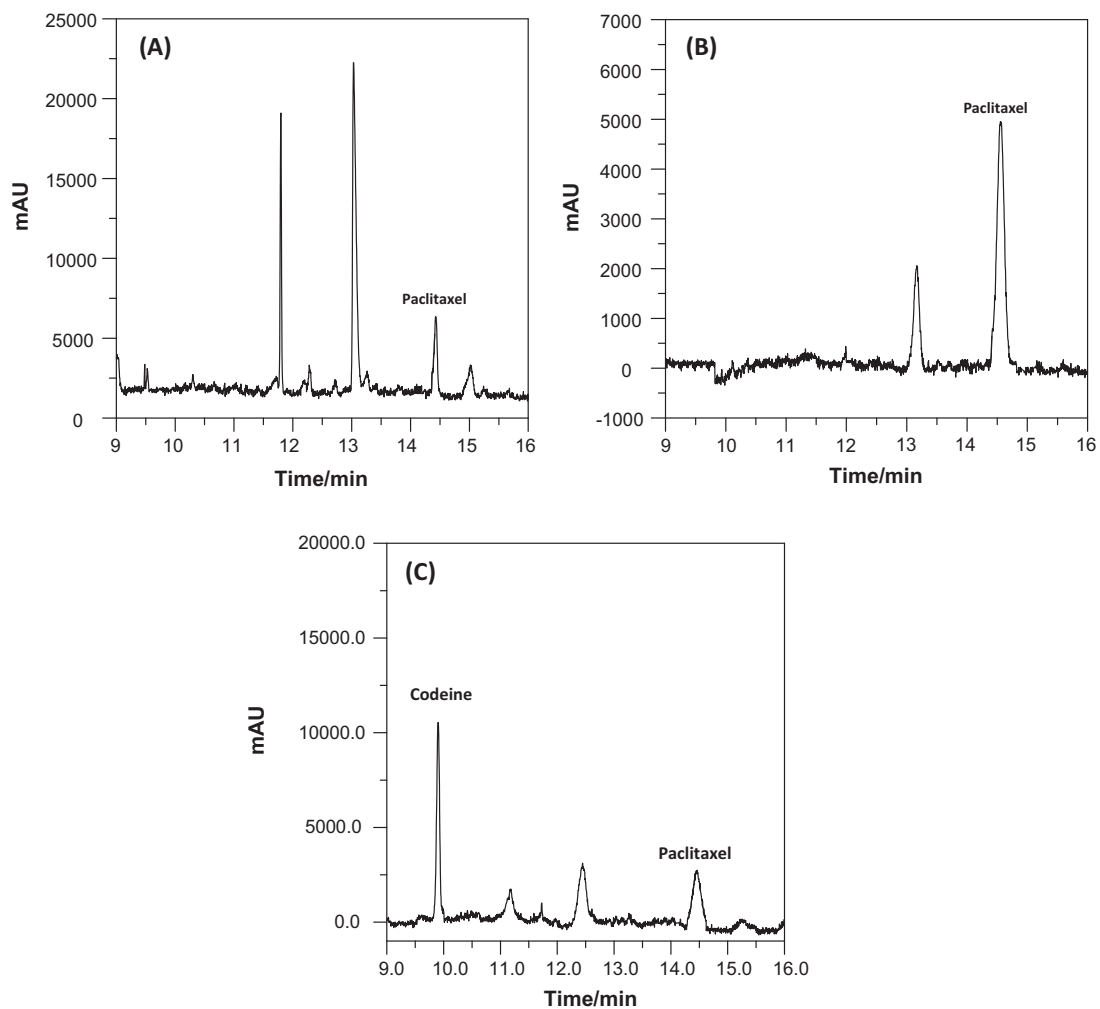 (A)
25000
20000
15000
10000
5000
0
mAU
Paclitaxel
9 10 11 12 13 14 15 16
Time/min
(B)
7000
6000
5000
4000
3000
2000
1000
0
-1000
mAU
Paclitaxel
9 10 11 12 13 14 15 16
Time/min
(C)
20000.0
15000.0
10000.0
5000.0
0.0
mAU
Codeine
Paclitaxel
9.0 10.0 11.0 12.0 13.0 14.0 15.0 16.0
Time/min